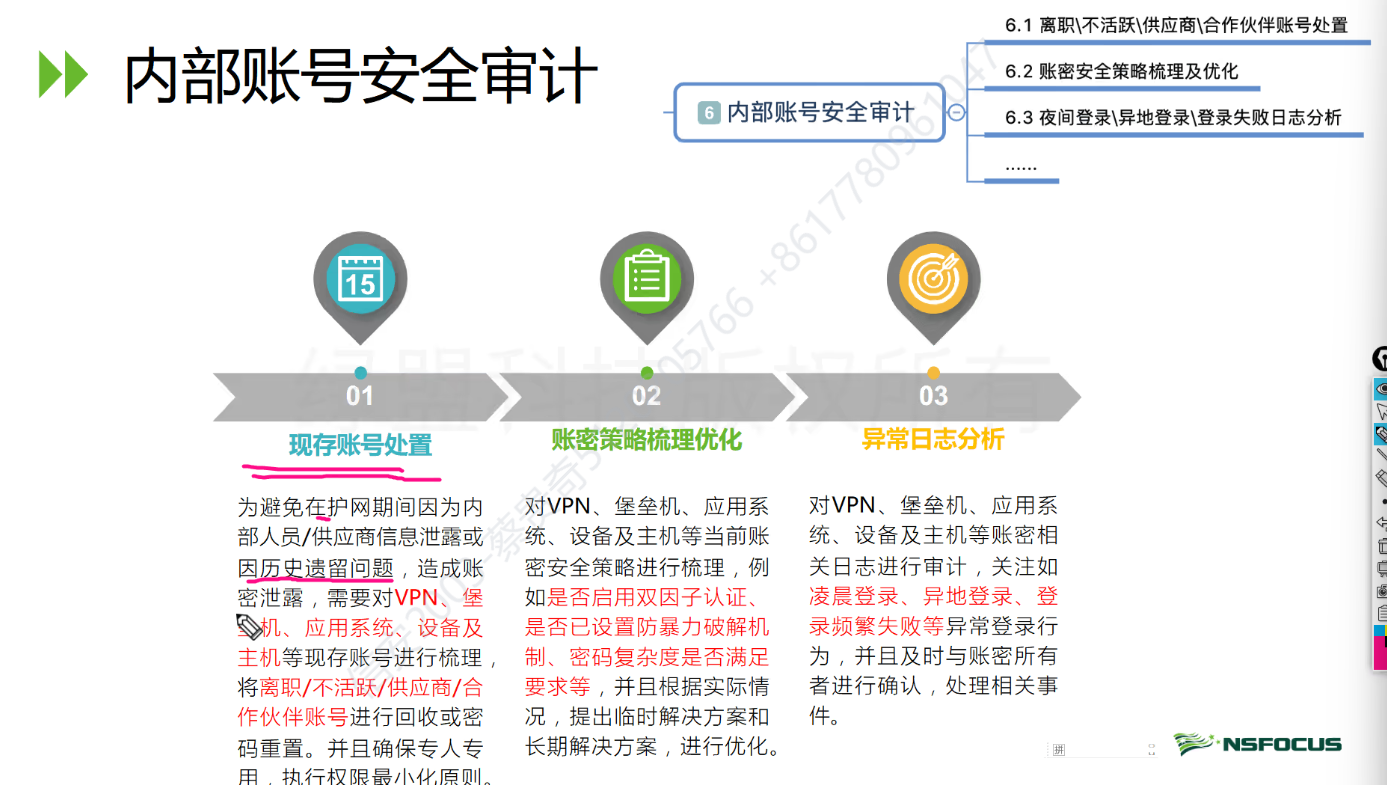 内部账号安全审计
6 内部账号安全审计
6.1 离职\不活跃\供应商\合作伙伴账号处置
6.2 账密安全策略梳理及优化
6.3 夜间登录\异地登录\登录失败日志分析
......
15
01
现存账号处置
为避免在护网期间因为内
部人员/供应商信息泄露或
因历史遗留问题，造成账
密泄露，需要对VPN、堡
机、应用系统、设备及
主机等现存账号进行梳理，
将离职/不活跃/供应商/合
作伙伴账号进行回收或密
码重置。并且确保专人专
用，执行权限最小化原则。
02
账密策略梳理优化
对VPN、堡垒机、应用系
统、设备及主机等当前账
密安全策略进行梳理，例
如是否启用双因子认证、
是否已设置防暴力破解机
制、密码复杂度是否满足
要求等，并且根据实际情
况，提出临时解决方案和
长期解决方案，进行优化。
03
异常日志分析
对VPN、堡垒机、应用系
统、设备及主机等账密相
关日志进行审计，关注如
凌晨登录、异地登录、登
录频繁失败等异常登录行
为，并且及时与账密所有
者进行确认，处理相关事
件。
绿盟科技版权所有
拼
NSFOCUS